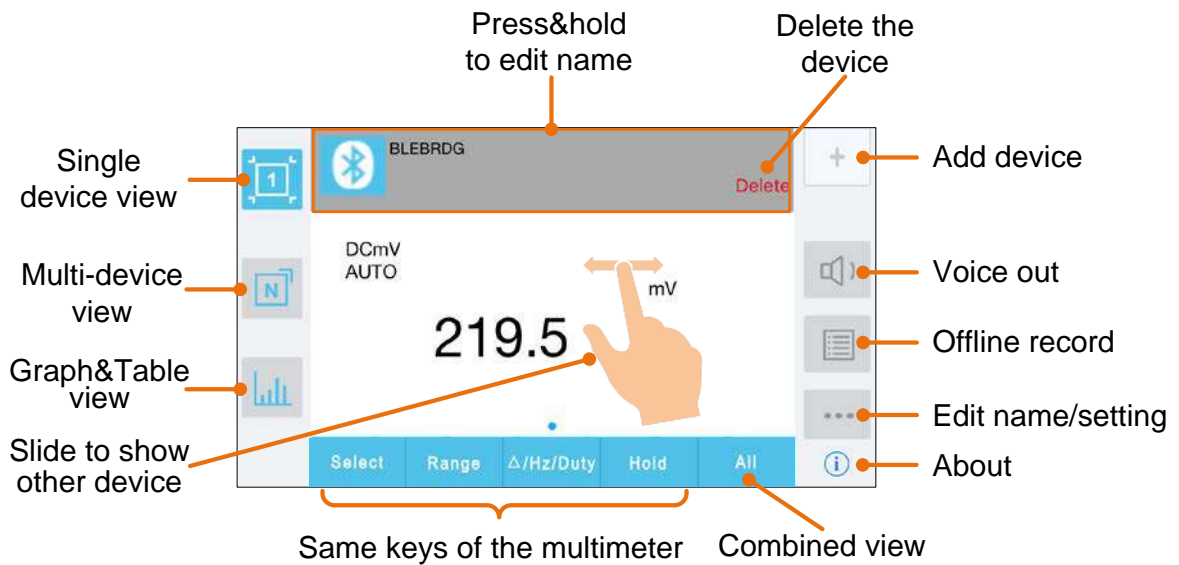 Press&hold
to edit name
Delete the
device
Single
device view
1
BLEBRDG
Delete
+
Add device
Multi-device
view
N
DCmV
AUTO
mV
219.5
Voice out
Graph&Table
view
Offline record
Edit name/setting
Slide to show
other device
Select Range Δ/Hz/Duty Hold All
i
About
Same keys of the multimeter
Combined view